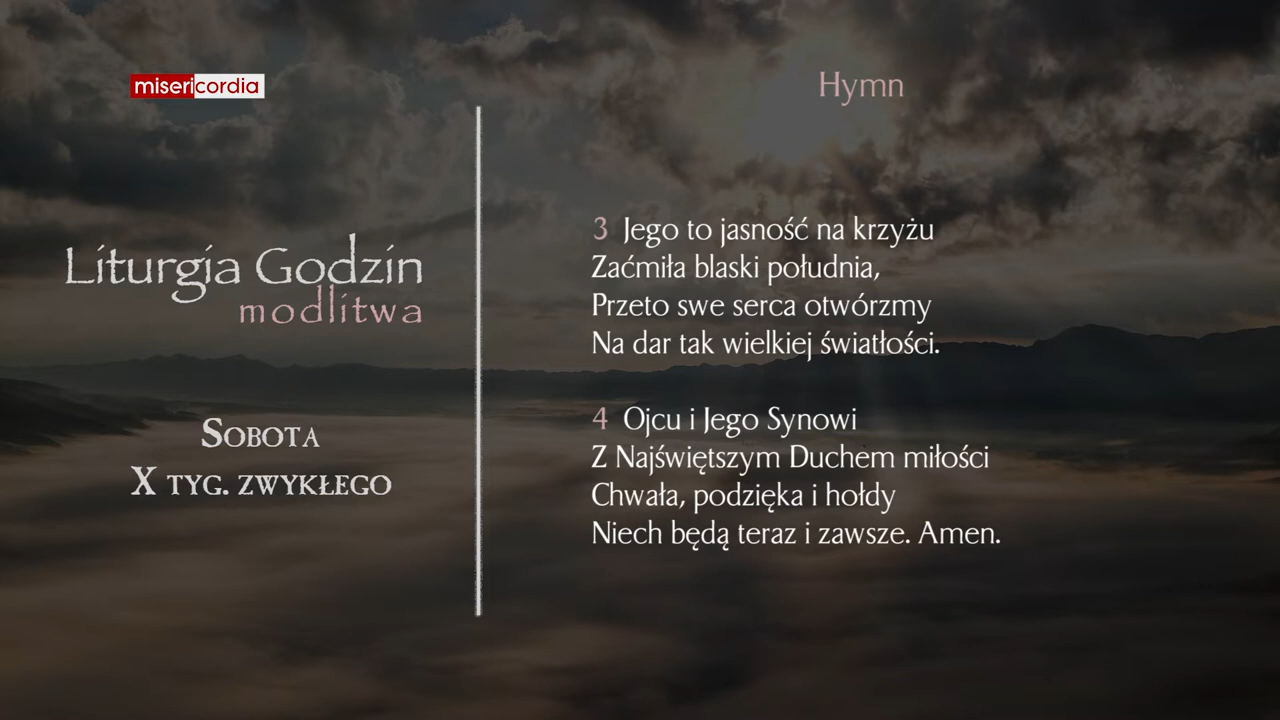 misericordia
Liturgia Godzin
modlitwa
Sobota
X tyg. zwykłego
Hymn
3 Jego to jasność na krzyżu
Zaćmiła blaski południa,
Przeto swe serca otwórzmy
Na dar tak wielkiej światłości.
4 Ojcu i Jego Synowi
Z Najświętszym Duchem miłości
Chwała, podzięka i hołdy
Niech będą teraz i zawsze. Amen.